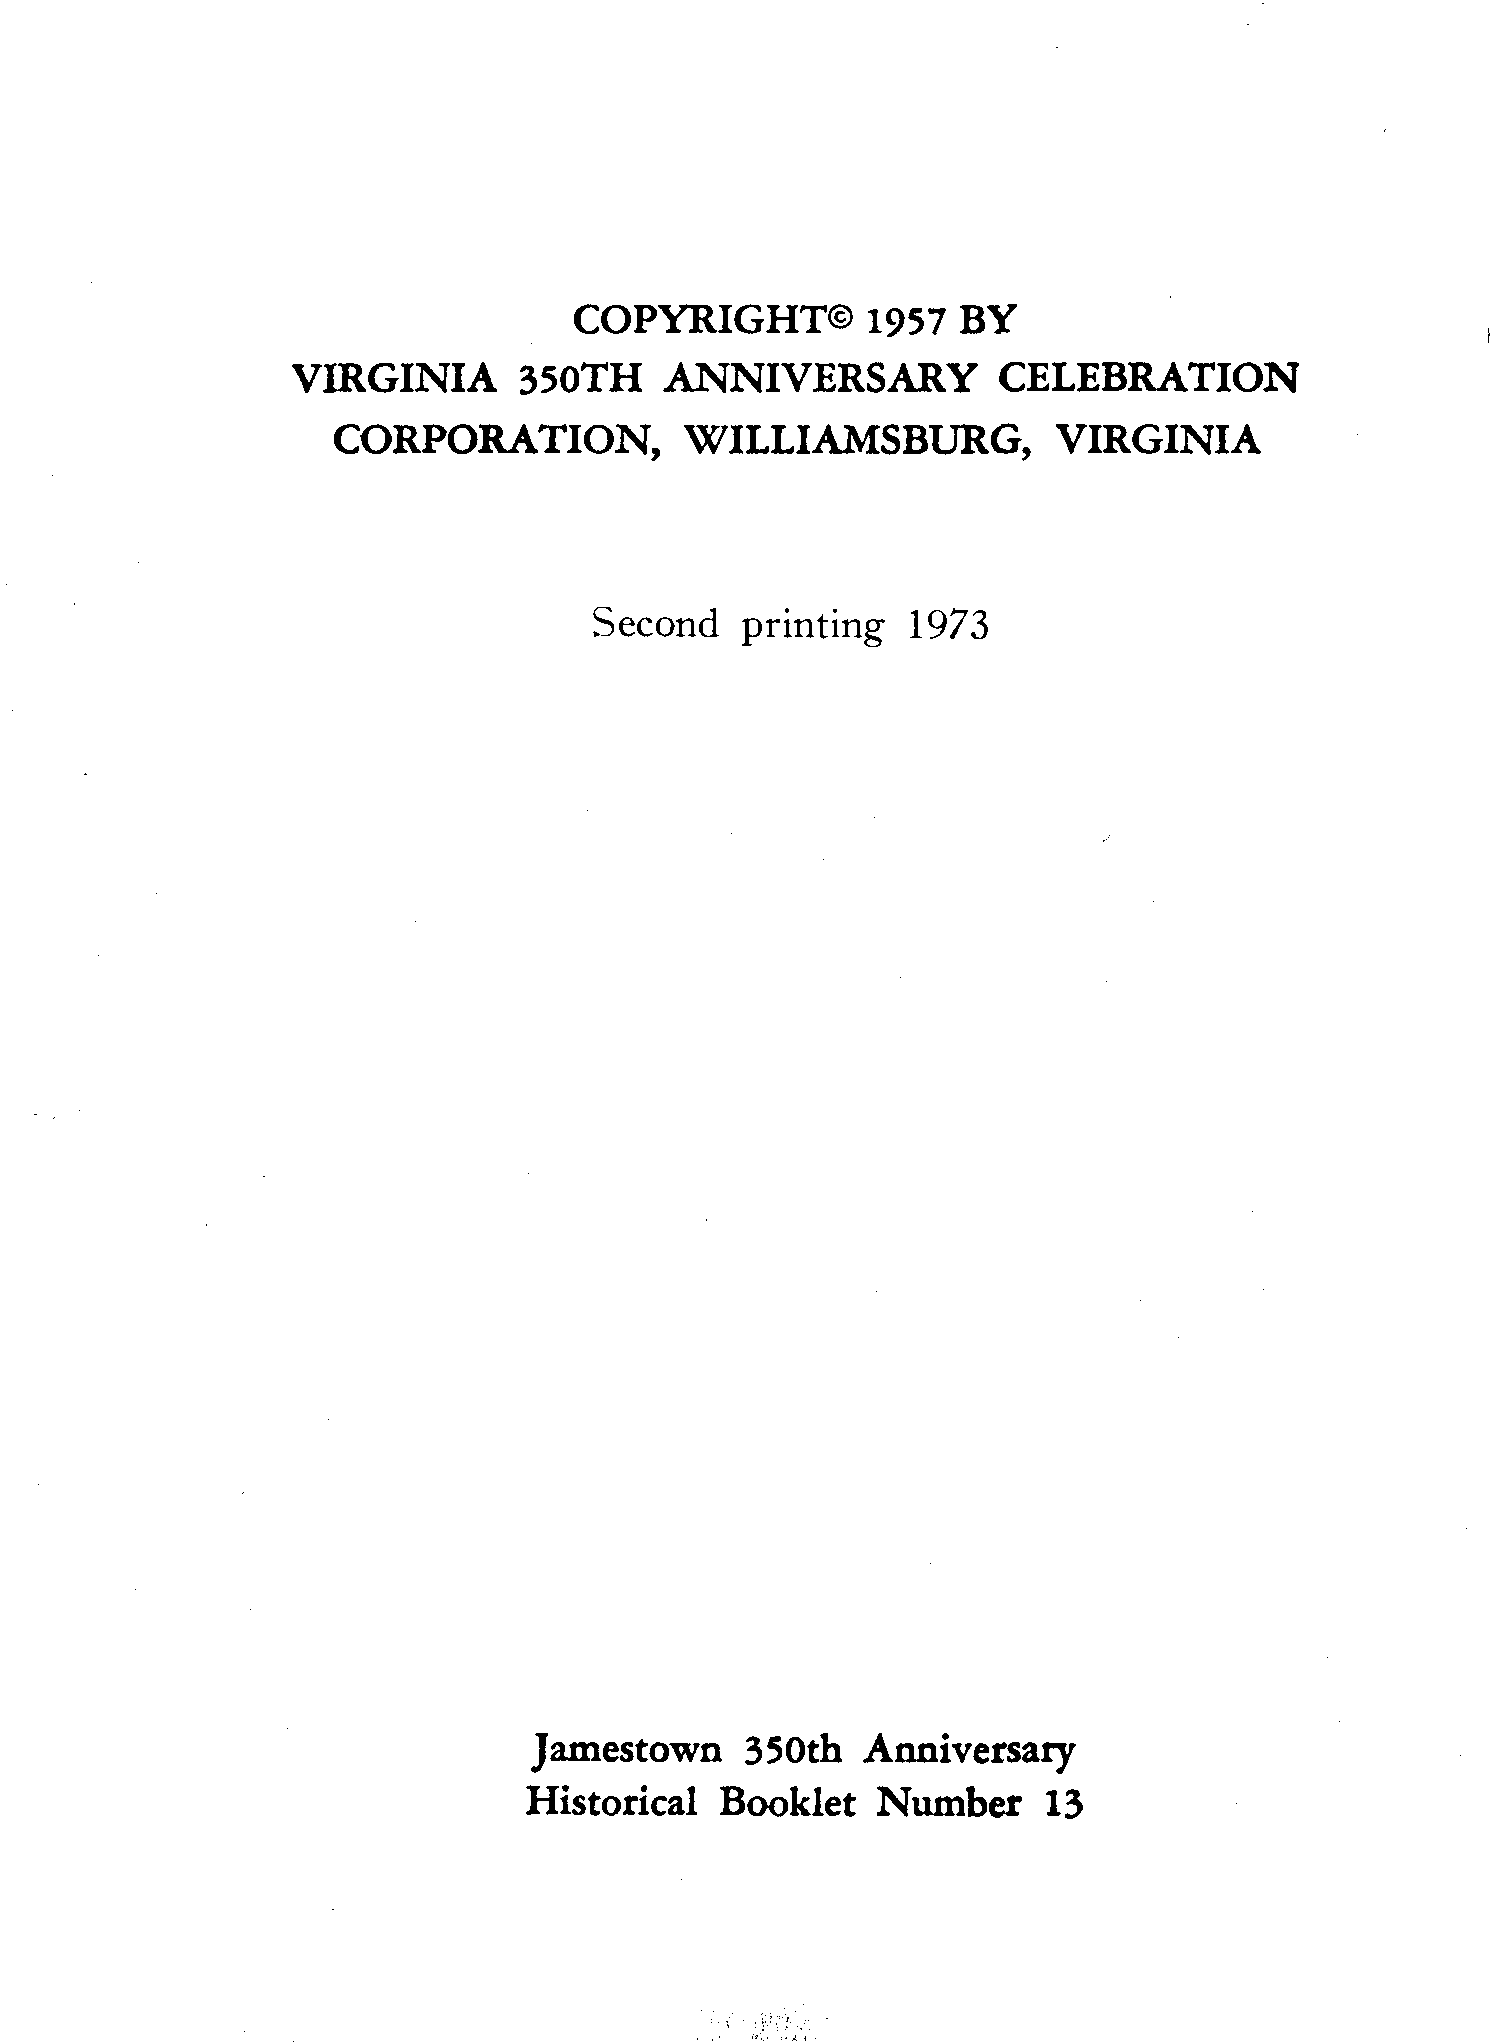 COPYRIGHT© 1957 BY
VIRGINIA 350TH ANNIVERSARY CELEBRATION
CORPORATION, WILLIAMSBURG, VIRGINIA
Second printing 1973
Jamestown 350th Anniversary
Historical Booklet Number 13